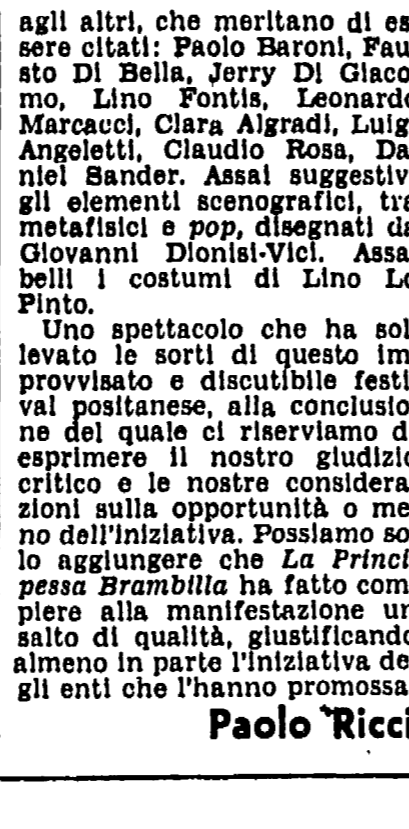 agli altri, che meritano di es
sere citati: Paolo Baroni, Fau
sto Di Bella, Jerry Di Giaco
mo, Lino Fontis, Leonardo
Marcacci, Clara Algradi, Luigi
Angeletti, Claudio Rosa, Da
niel Sander. Assai suggestiv
gli elementi scenografici, tra
metafisici e pop, disegnati da
Giovanni Dionisi-Vici. Assa
belli i costumi di Lino Lo
Pinto.
Uno spettacolo che ha sol
levato le sorti di questo im
provvisato e discutibile festi
val positanese, alla conclusio
ne del quale ci riserviamo d
esprimere il nostro giudizio
critico e le nostre considera
zioni sulla opportunità o me
no dell'iniziativa. Possiamo so
lo aggiungere che La Princi
pessa Brambilla ha fatto com
piere alla manifestazione un
salto di qualità, giustificando
almeno in parte l'iniziativa de
gli enti che l'hanno promossa
Paolo Ricci